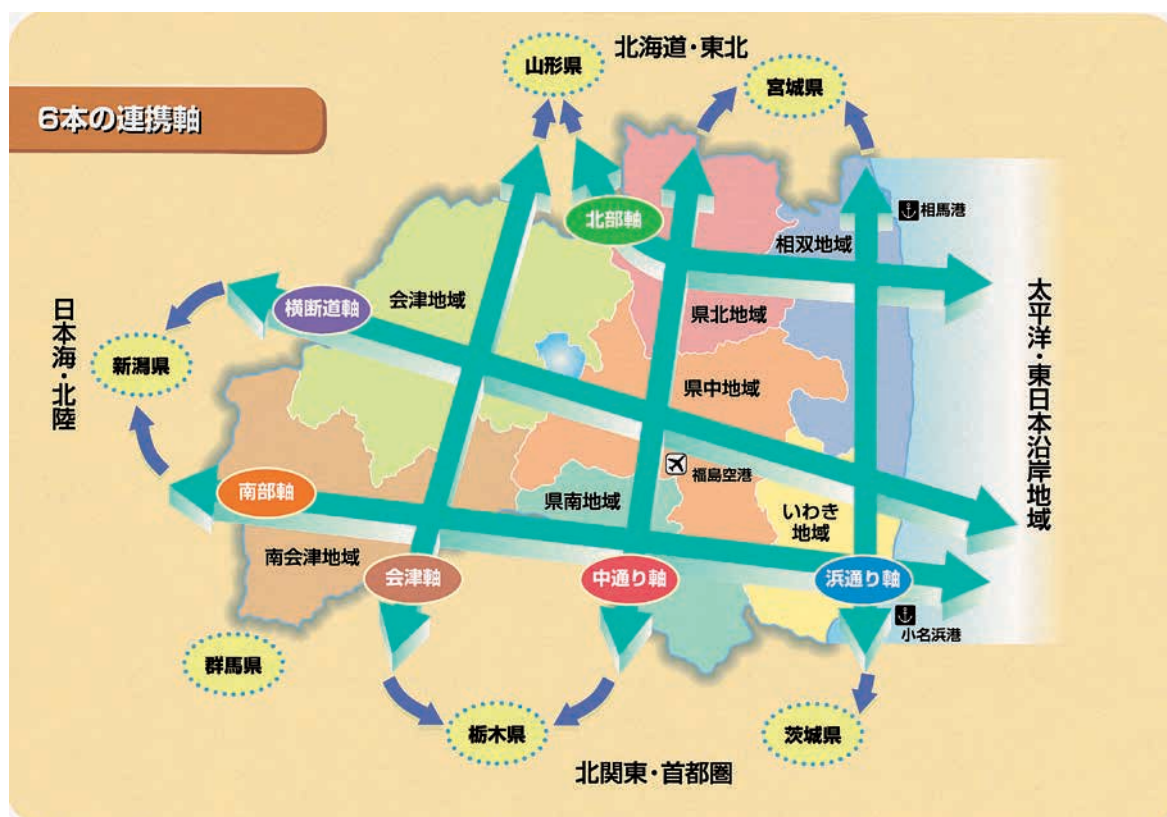 6本の連携軸
北海道・東北
山形県
宮城県
相馬港
北部軸
相双地域
横断道軸
会津地域
県北地域
日本海・北陸
新潟県
県中地域
太平洋・東日本沿岸地域
福島空港
南部軸
県南地域
いわき
地域
南会津地域
会津軸
中通り軸
浜通り軸
小名浜港
群馬県
栃木県
茨城県
北関東・首都圏